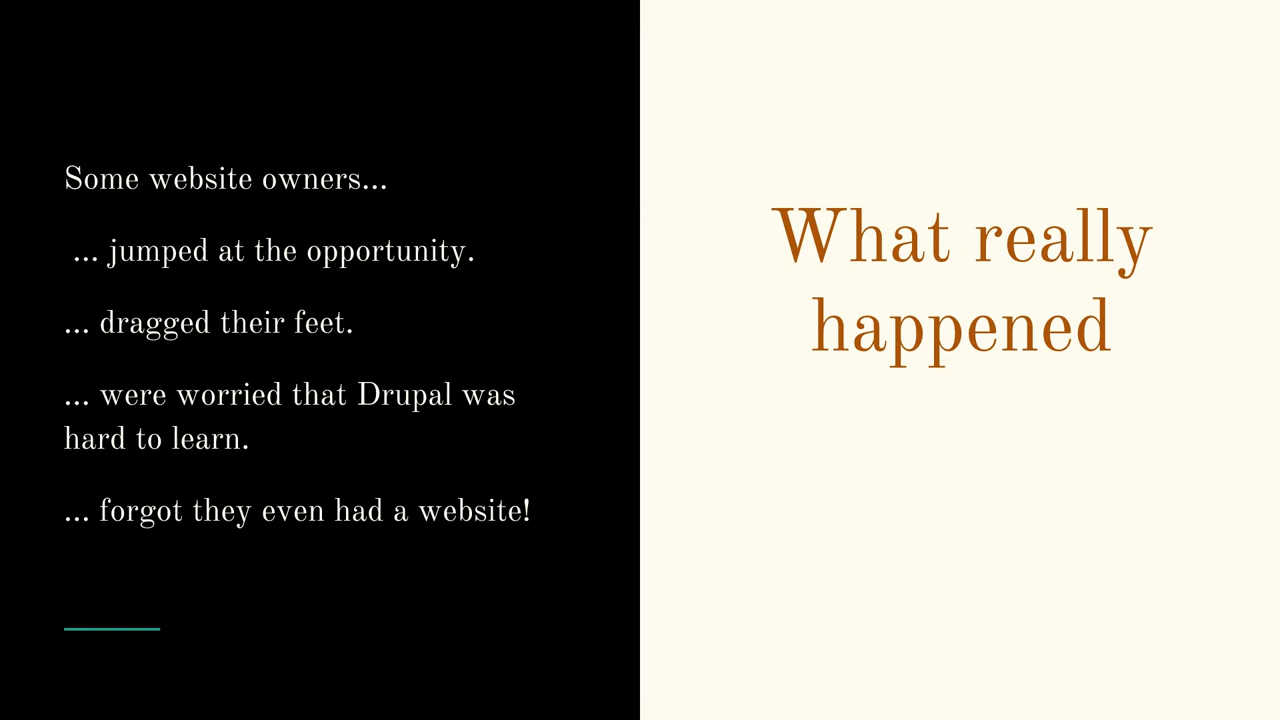 Some website owners...
... jumped at the opportunity.
... dragged their feet.
... were worried that Drupal was
hard to learn.
... forgot they even had a website!
What really
happened